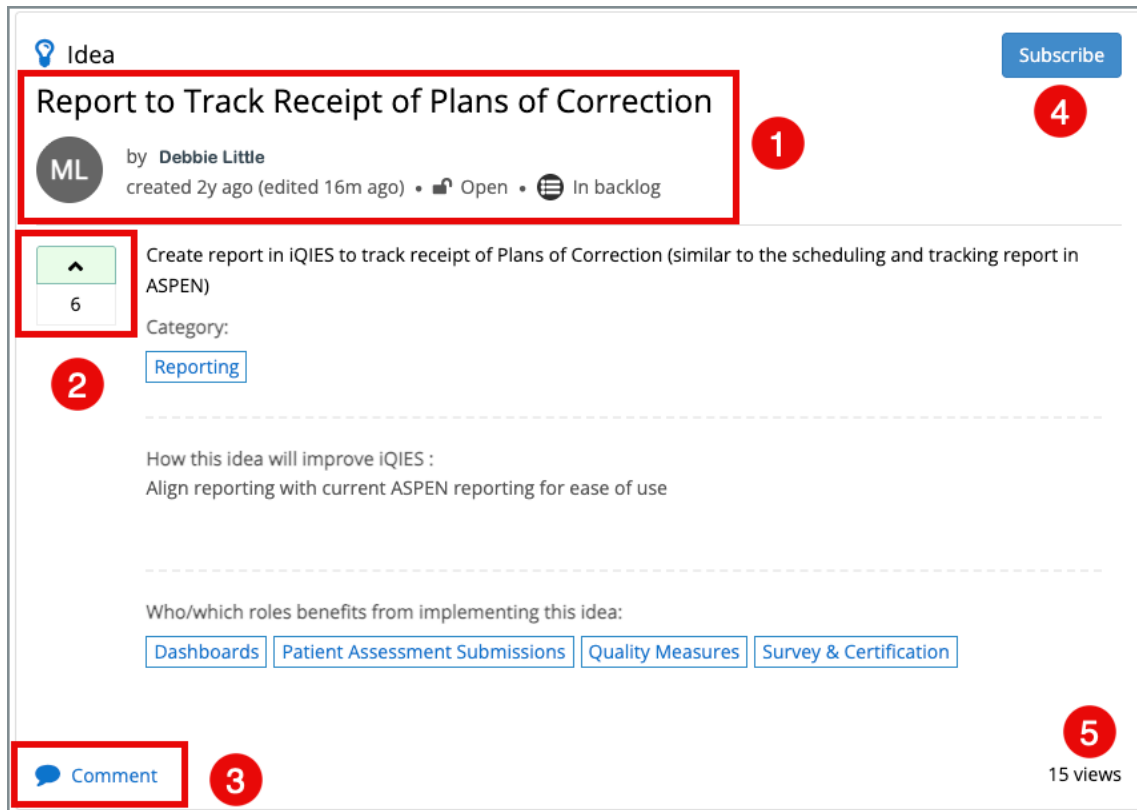 Idea
Subscribe
4
Report to Track Receipt of Plans of Correction
1
ML
by Debbie Little
created 2y ago (edited 16m ago) • Open • In backlog
6
2
Create report in iQIES to track receipt of Plans of Correction (similar to the scheduling and tracking report in
ASPEN)
Category:
Reporting
How this idea will improve iQIES :
Align reporting with current ASPEN reporting for ease of use
Who/which roles benefits from implementing this idea:
Dashboards Patient Assessment Submissions Quality Measures Survey & Certification
5
Comment
3
15 views